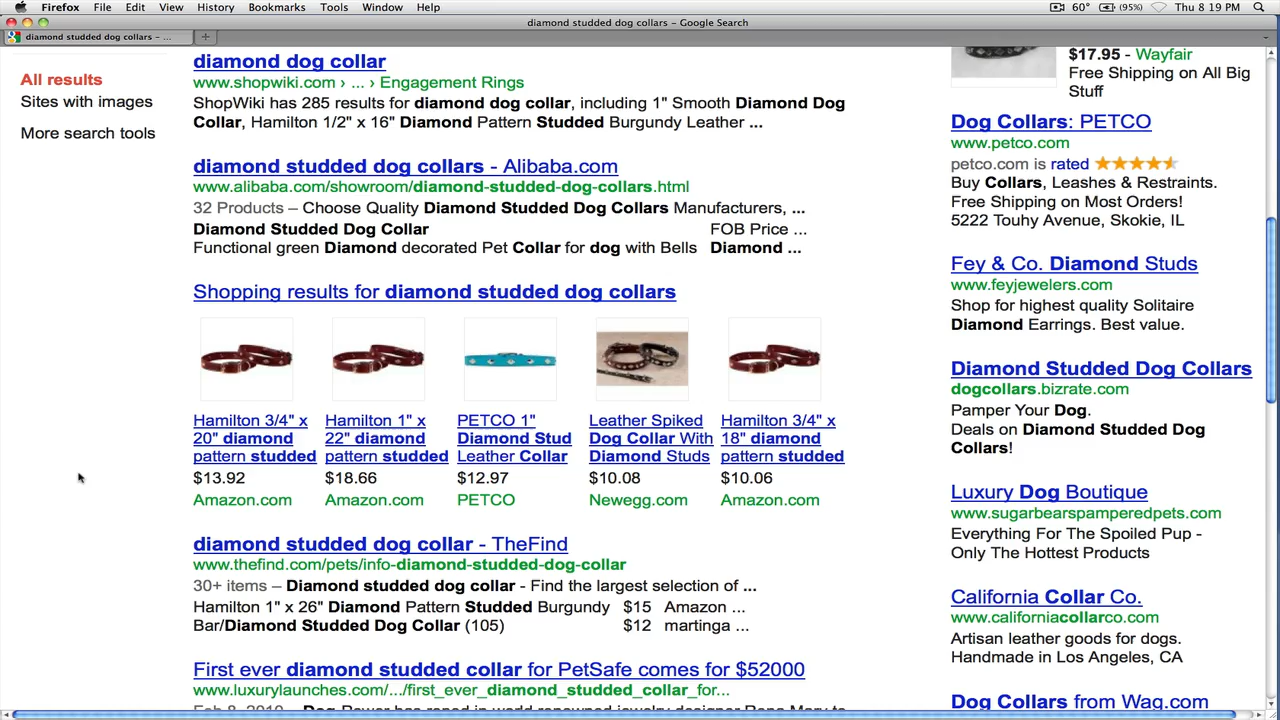 Firefox File Edit View History Bookmarks Tools Window Help 60° (95%) Thu 8 19 PM
diamond studded dog collars – Google Search
diamond studded dog collars – ...
All results
Sites with images
More search tools
diamond dog collar
www.shopwiki.com › ... › Engagement Rings
ShopWiki has 285 results for diamond dog collar, including 1" Smooth Diamond Dog
Collar, Hamilton 1/2" x 16" Diamond Pattern Studded Burgundy Leather ...
diamond studded dog collars - Alibaba.com
www.alibaba.com/showroom/diamond-studded-dog-collars.html
32 Products – Choose Quality Diamond Studded Dog Collars Manufacturers, ...
Diamond Studded Dog Collar FOB Price ...
Functional green Diamond decorated Pet Collar for dog with Bells Diamond ...
Shopping results for diamond studded dog collars
Hamilton 3/4" x
20" diamond
pattern studded
$13.92
Amazon.com
Hamilton 1" x
22" diamond
pattern studded
$18.66
Amazon.com
PETCO 1"
Diamond Stud
Leather Collar
$12.97
PETCO
Leather Spiked
Dog Collar With
Diamond Studs
$10.08
Newegg.com
Hamilton 3/4" x
18" diamond
pattern studded
$10.06
Amazon.com
diamond studded dog collar - TheFind
www.thefind.com/pets/info-diamond-studded-dog-collar
30+ items – Diamond studded dog collar - Find the largest selection of ...
Hamilton 1" x 26" Diamond Pattern Studded Burgundy $15 Amazon ...
Bar/Diamond Studded Dog Collar (105) $12 martinga ...
First ever diamond studded collar for PetSafe comes for $52000
www.luxurylaunches.com/.../first_ever_diamond_studded_collar_for...
$17.95 - Wayfair
Free Shipping on All Big
Stuff
Dog Collars: PETCO
www.petco.com
petco.com is rated
Buy Collars, Leashes & Restraints.
Free Shipping on Most Orders!
5222 Touhy Avenue, Skokie, IL
Fey & Co. Diamond Studs
www.feyjewelers.com
Shop for highest quality Solitaire
Diamond Earrings. Best value.
Diamond Studded Dog Collars
dogcollars.bizrate.com
Pamper Your Dog.
Deals on Diamond Studded Dog
Collars!
Luxury Dog Boutique
www.sugarbearspamperedpets.com
Everything For The Spoiled Pup -
Only The Hottest Products
California Collar Co.
www.californiacollarco.com
Artisan leather goods for dogs.
Handmade in Los Angeles, CA
Dog Collars from Wag.com